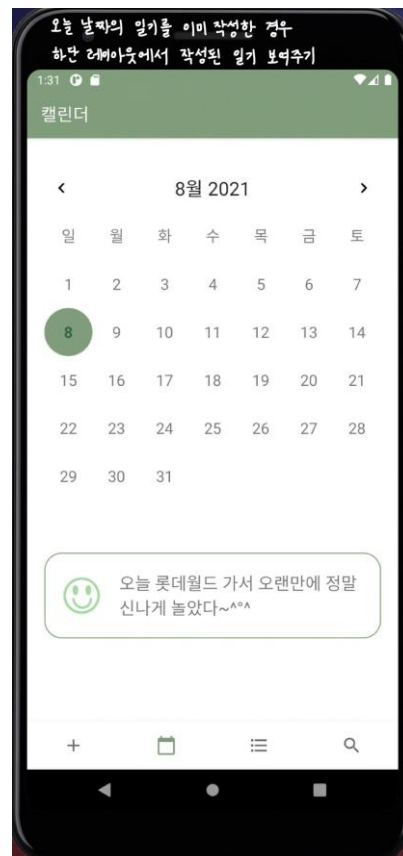 오늘 날짜의 일기를 이미 작성한 경우
하단 레이아웃에서 작성된 일기 보여주기
1:31
캘린더
8월 2021
일 월 화 수 목 금 토
1 2 3 4 5 6 7
8 9 10 11 12 13 14
15 16 17 18 19 20 21
22 23 24 25 26 27 28
29 30 31
오늘 롯데월드 가서 오랜만에 정말
신나게 놀았다~^o^